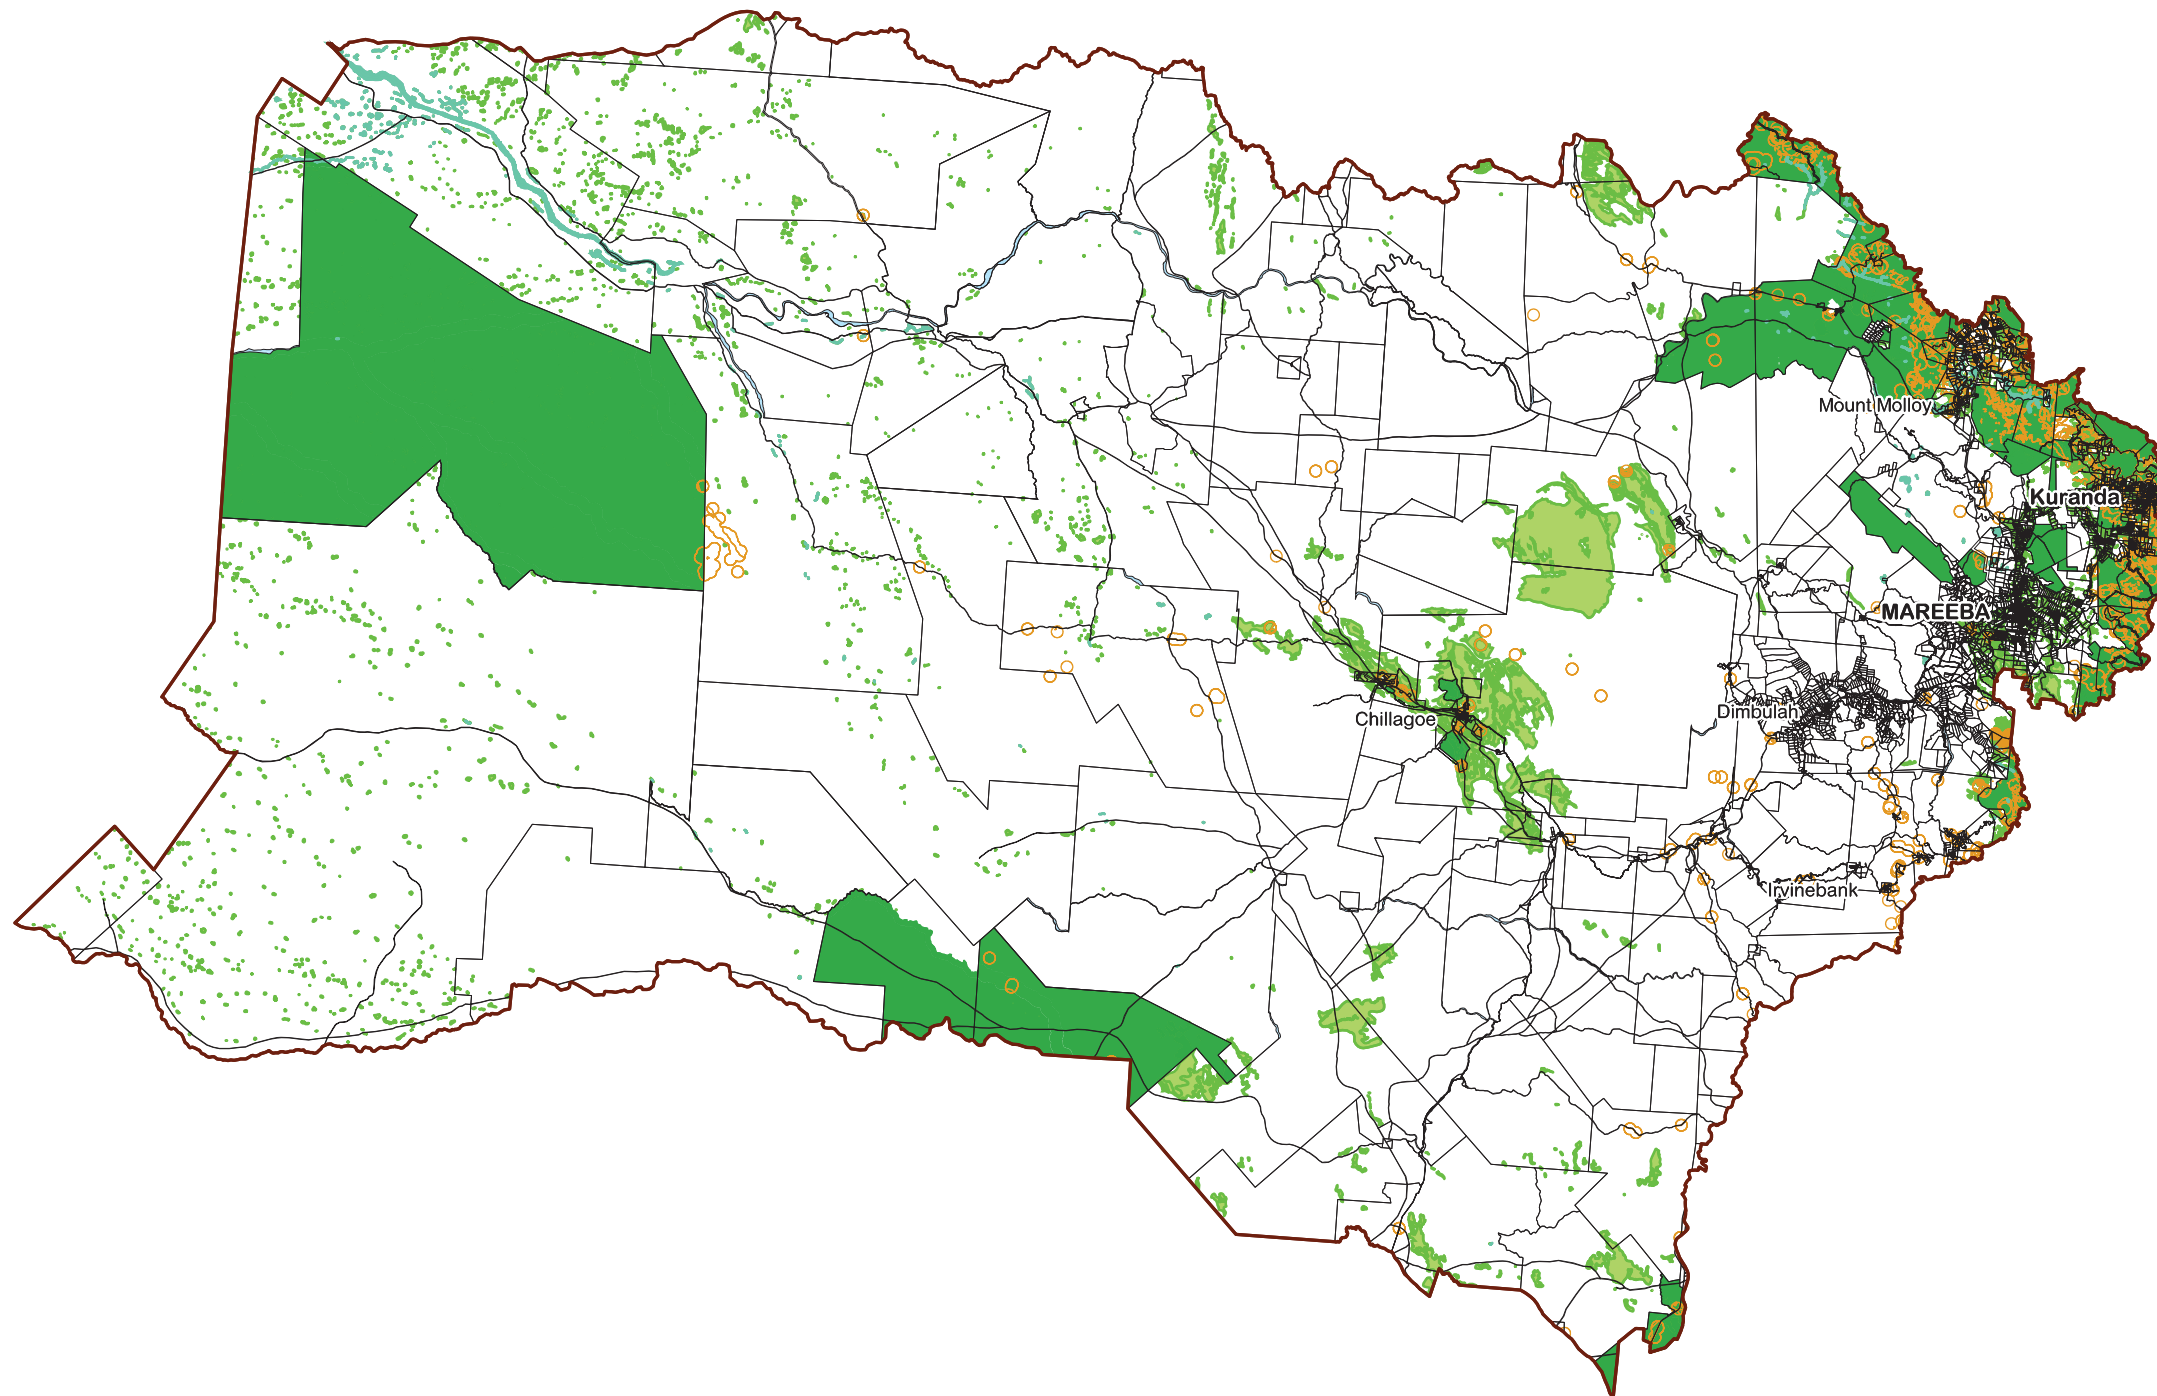 Mount Molloy
Kuranda
MAREEBA
Chillagoe
Dimbulah
Irvinebank